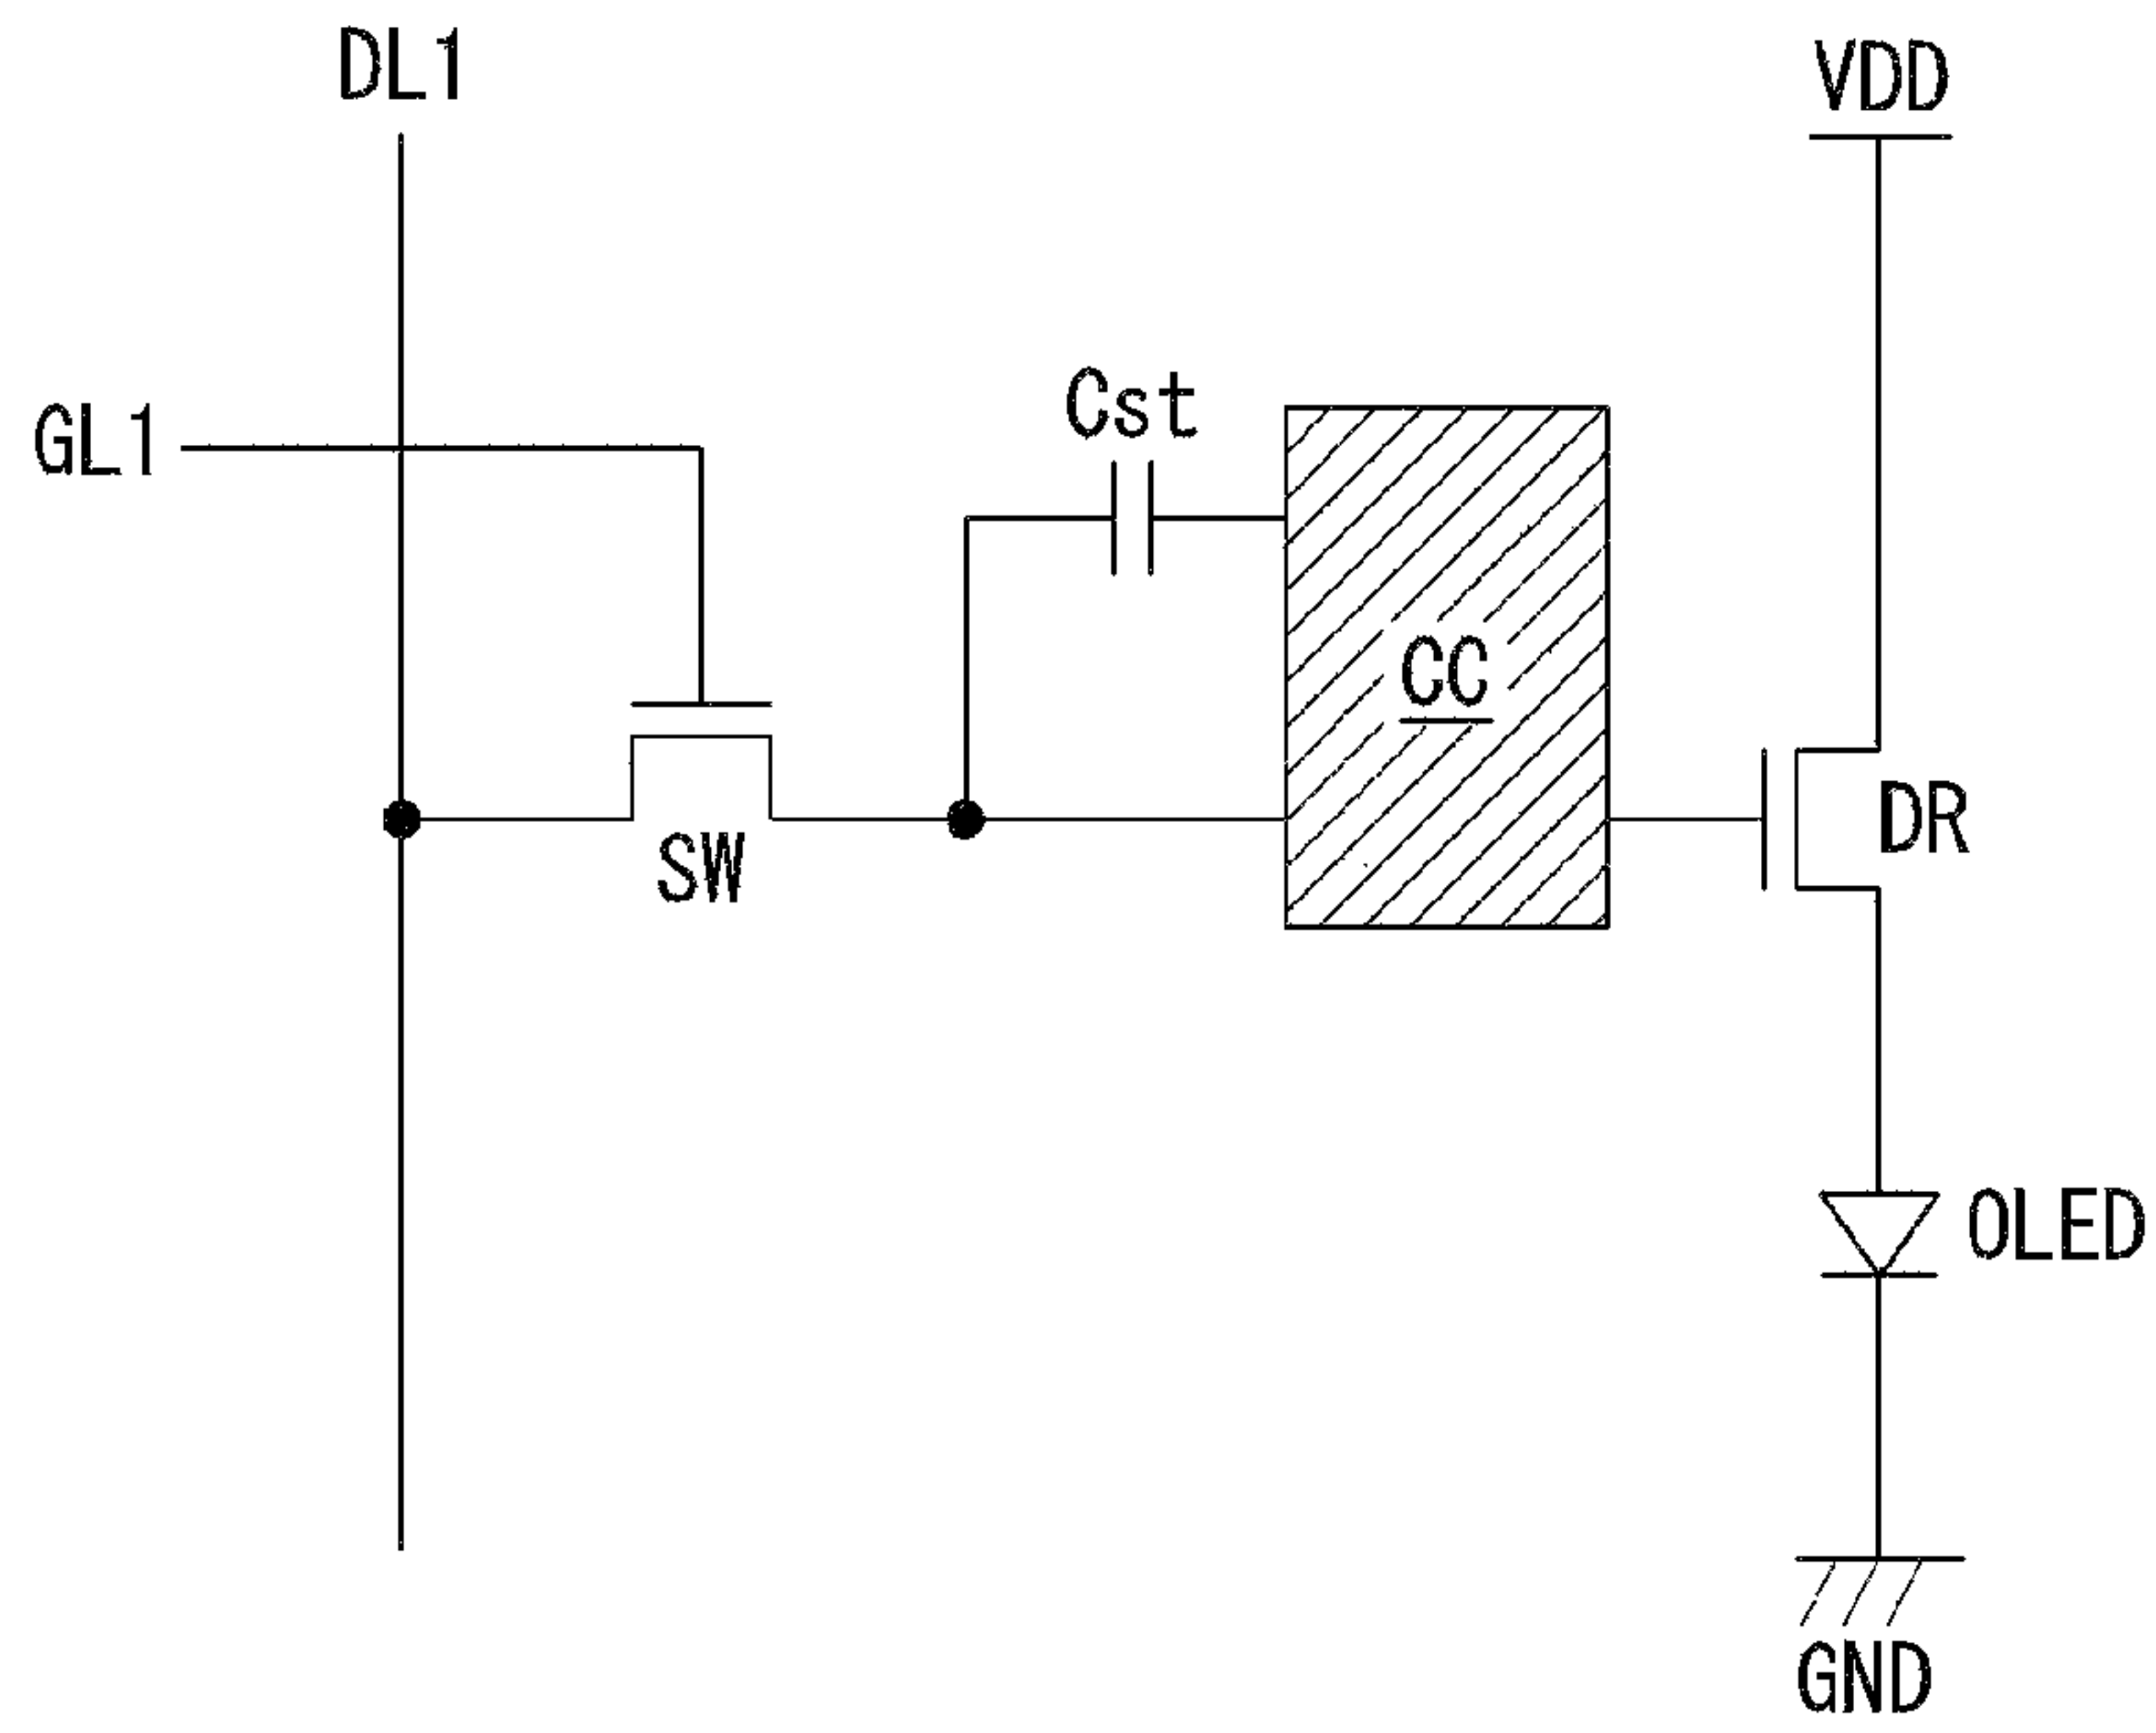 DL1
VDD
GL1
Cst
CC
SW
DR
OLED
GND